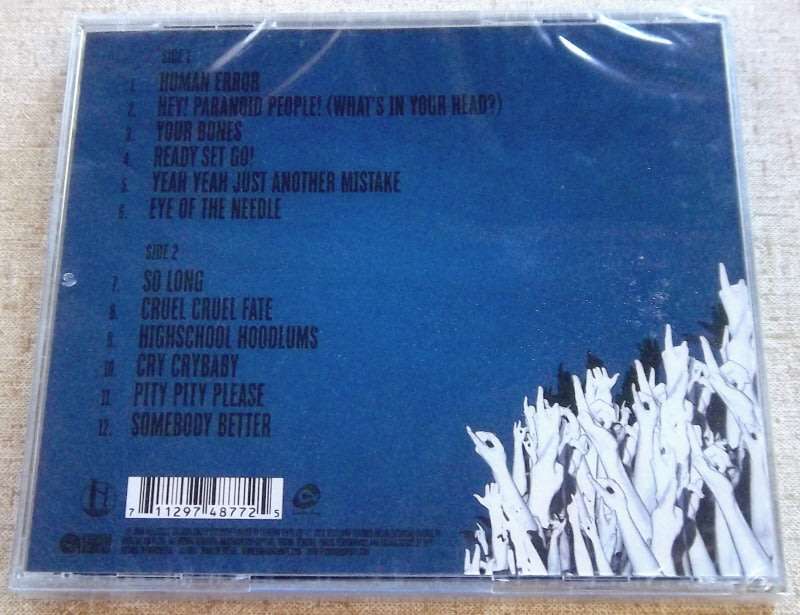 SIDE 1
1. HUMAN ERROR
2. HEY! PARANOID PEOPLE! (WHAT'S IN YOUR HEAD?)
3. YOUR BONES
4. READY SET GO!
5. YEAH YEAH JUST ANOTHER MISTAKE
6. EYE OF THE NEEDLE
SIDE 2
7. SO LONG
8. CRUEL CRUEL FATE
9. HIGHSCHOOL HOODLUMS
10. CRY CRYBABY
11. PITY PITY PLEASE
12. SOMEBODY BETTER
7 11297 48772 5